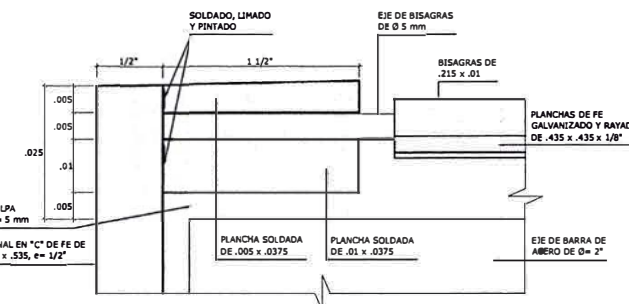 SOLDADO, LIMADO
Y PINTADO
EJE DE BISAGRAS
DE Ø 5 mm
1/2"
1 1/2"
BISAGRAS DE
.215 x .01
.005
.005
.025
.01
.005
PLANCHAS DE FE
GALVANIZADO Y RAYAD
DE .435 x .435 x 1/8"
LPA
= 5 mm
NAL EN "C" DE FE DE
x .535, e= 1/2"
PLANCHA SOLDADA
DE .005 x .0375
PLANCHA SOLDADA
DE .01 x .0375
EJE DE BARRA DE
ACERO DE Ø= 2"